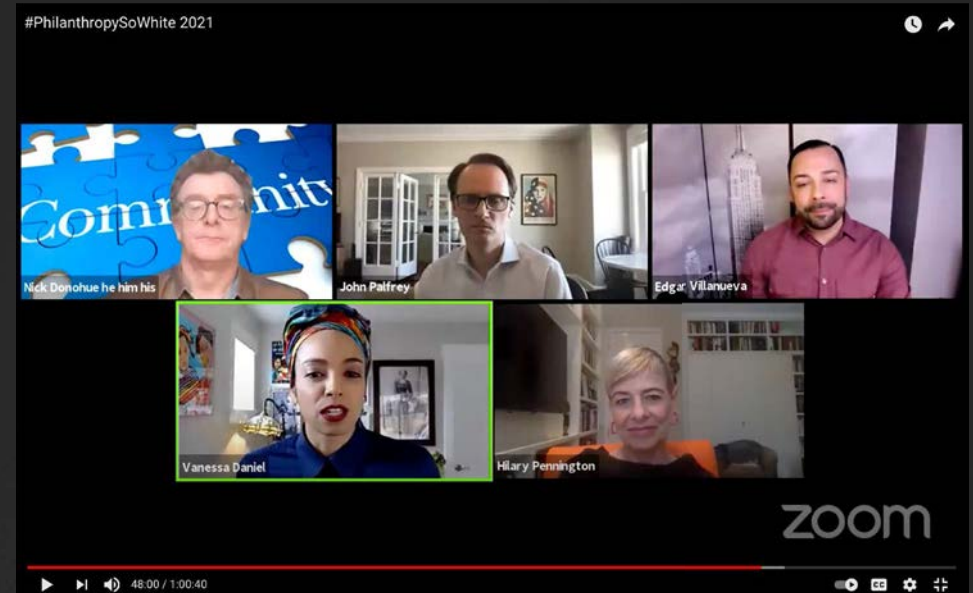 #PhilanthropySoWhite 2021
Community
Nick Donohue he him his
John Palfrey
Edgar Villanueva
Vanessa Daniel
Hilary Pennington
zoom
48:00 / 1:00:40
CC